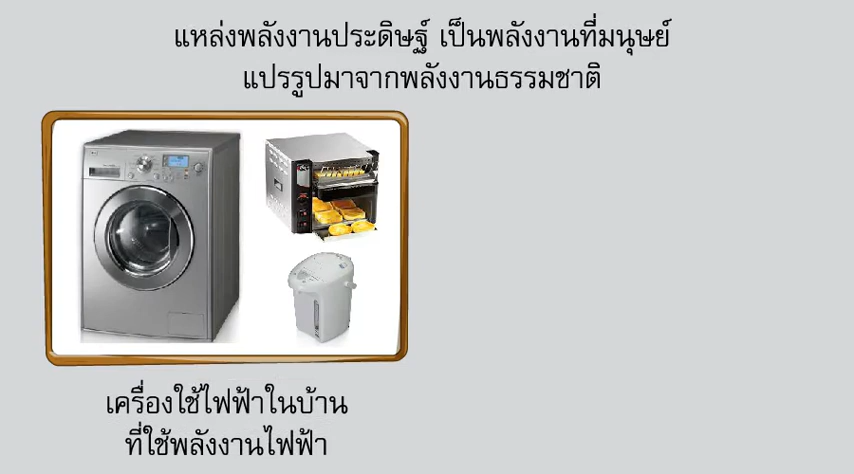 แหล่งพลังงานประดิษฐ์ เป็นพลังงานที่มนุษย์
แปรรูปมาจากพลังงานธรรมชาติ
เครื่องใช้ไฟฟ้าในบ้าน
ที่ใช้พลังงานไฟฟ้า